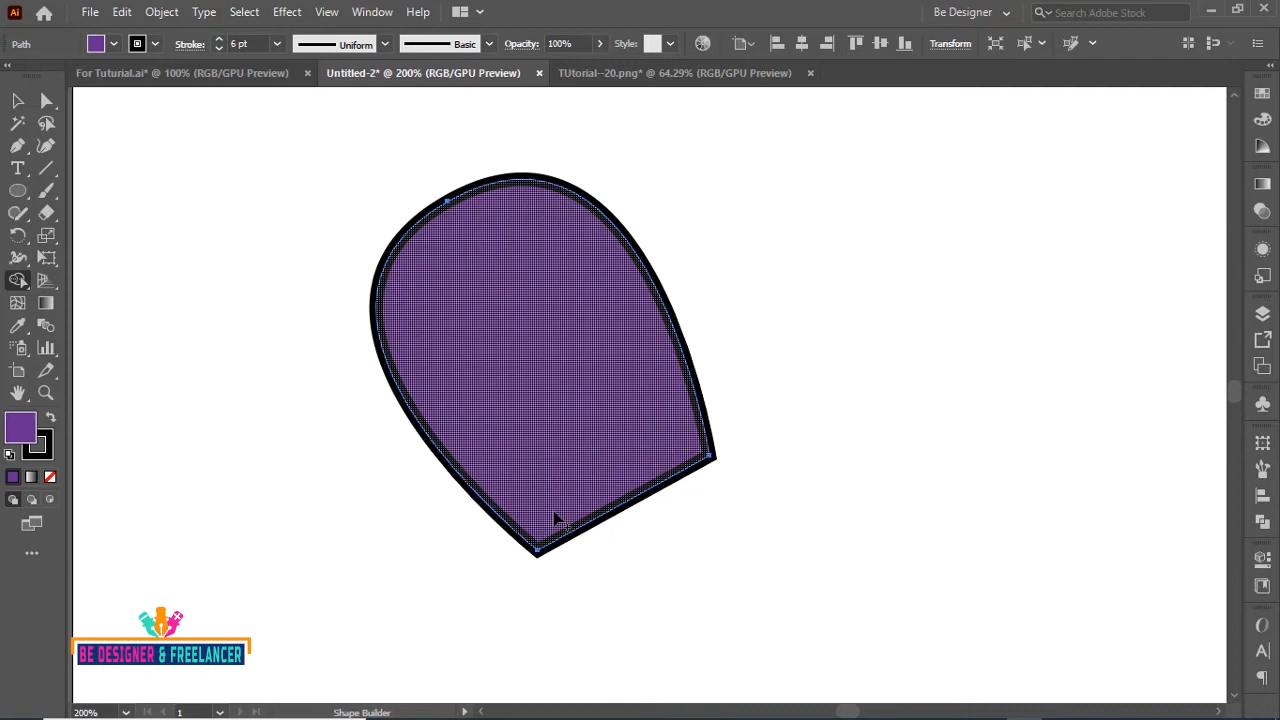 Ai File Edit Object Type Select Effect View Window Help Be Designer Search Adobe Stock
Path Stroke: 6 pt Uniform Basic Opacity: 100% Style: Transform
For Tuturial.ai* @ 100% (RGB/GPU Preview) Untitled-2* @ 200% (RGB/GPU Preview) TUtorial--20.png* @ 64.29% (RGB/GPU Preview)
BE DESIGNER & FREELANCER
200% 1 Shape Builder